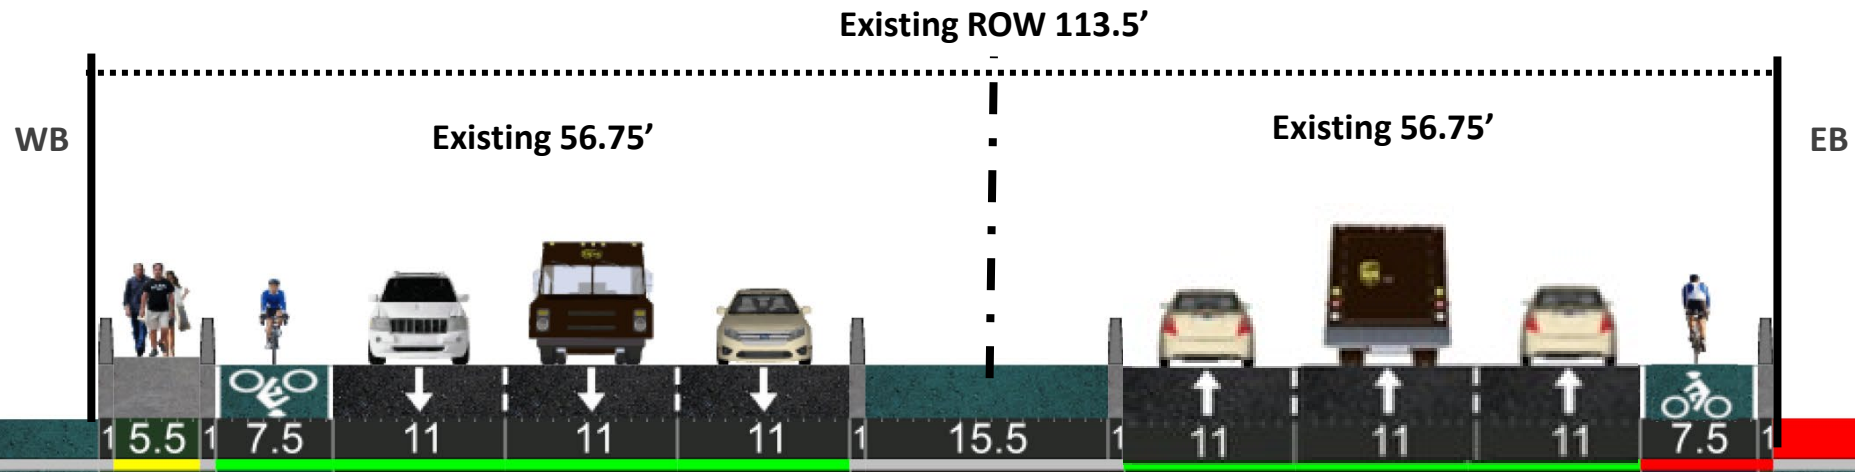 Existing ROW 113.5’
WB
Existing 56.75’
Existing 56.75’
EB
1 5.5 1 7.5 11 11 11 1 15.5 1 11 11 11 7.5 1